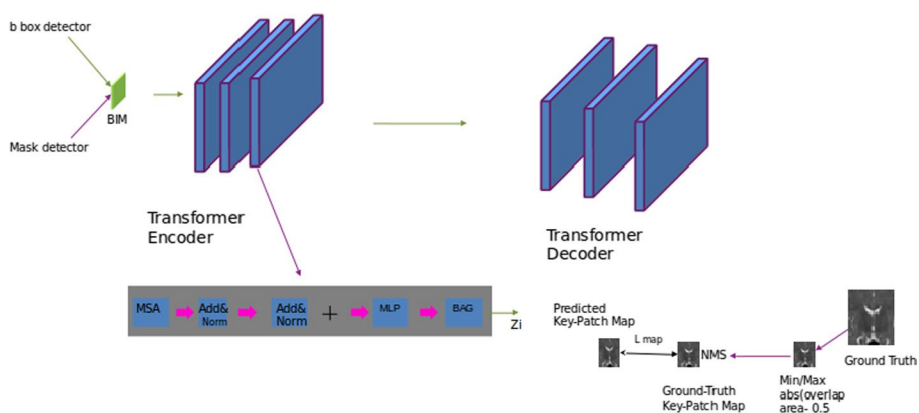 b box detector
BIM
Mask detector
Transformer
Encoder
Transformer
Decoder
MSA
Add&
Norm
Add&
Norm
+
MLP
BAG
Zi
Predicted
Key-Patch Map
L map
NMS
Ground-Truth
Key-Patch Map
Min/Max
abs(overlap
area- 0.5
Ground Truth